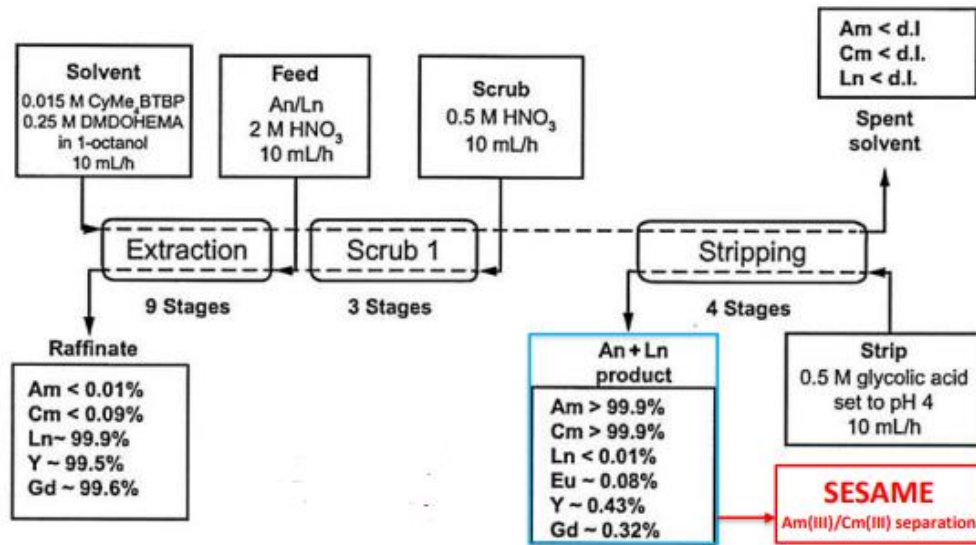 Solvent
0.015 M CyMe₄BTBP
0.25 M DMDOHEMA
in 1-octanol
10 mL/h
Feed
An/Ln
2 M HNO₃
10 mL/h
Scrub
0.5 M HNO₃
10 mL/h
Am < d.I
Cm < d.I.
Ln < d.I.
Spent
solvent
Extraction
Scrub 1
Stripping
9 Stages
3 Stages
4 Stages
Raffinate
Am < 0.01%
Cm < 0.09%
Ln~ 99.9%
Y ~ 99.5%
Gd ~ 99.6%
An + Ln
product
Am > 99.9%
Cm > 99.9%
Ln < 0.01%
Eu ~ 0.08%
Y ~ 0.43%
Gd ~ 0.32%
Strip
0.5 M glycolic acid
set to pH 4
10 mL/h
SESAME
Am(III)/Cm(III) separation